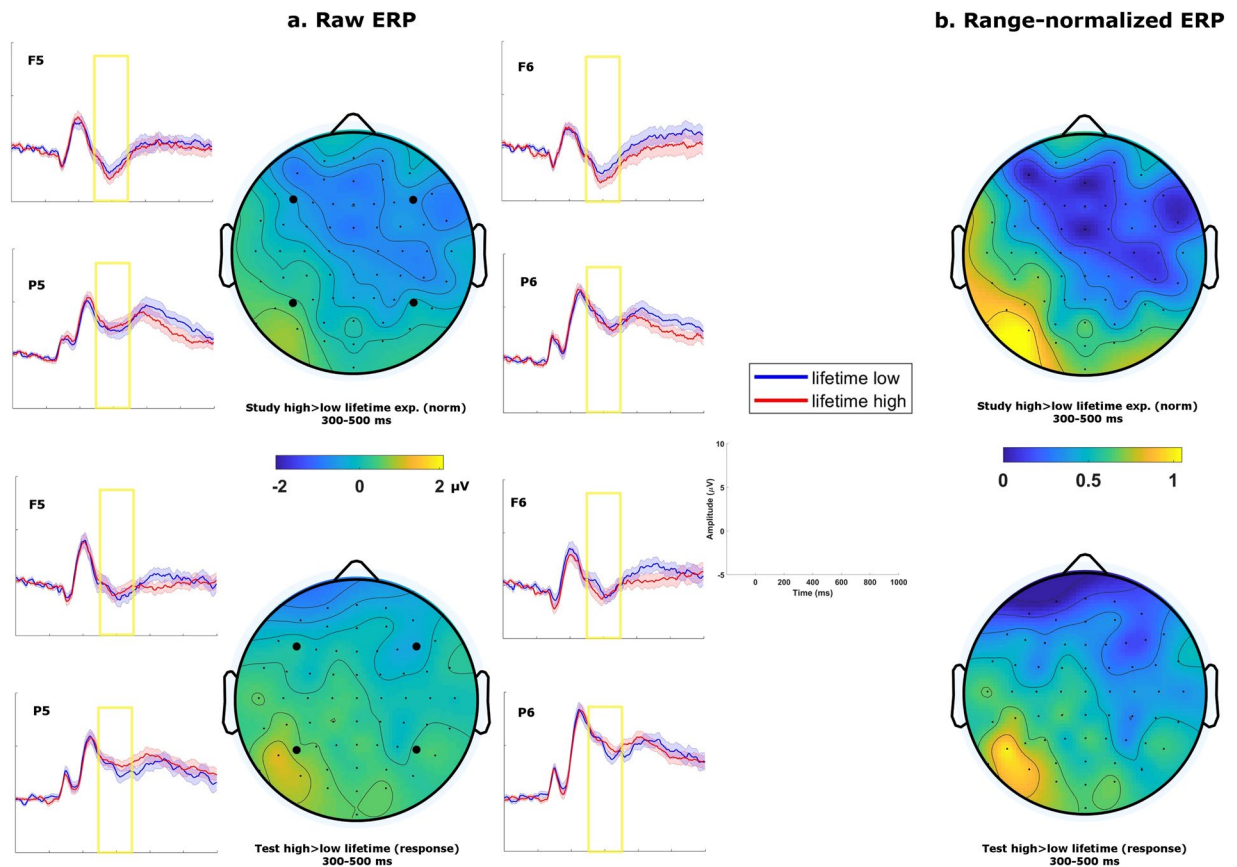 a. Raw ERP
b. Range-normalized ERP
F5
F6
P5
P6
Study high>low lifetime exp. (norm)
300-500 ms
lifetime low
lifetime high
Study high>low lifetime exp. (norm)
300-500 ms
-2 0 2 µV
0 0.5 1
F5
F6
10
5
0
-5
Amplitude (µV)
0 200 400 600 800 1000
Time (ms)
P5
P6
Test high>low lifetime (response)
300-500 ms
Test high>low lifetime (response)
300-500 ms